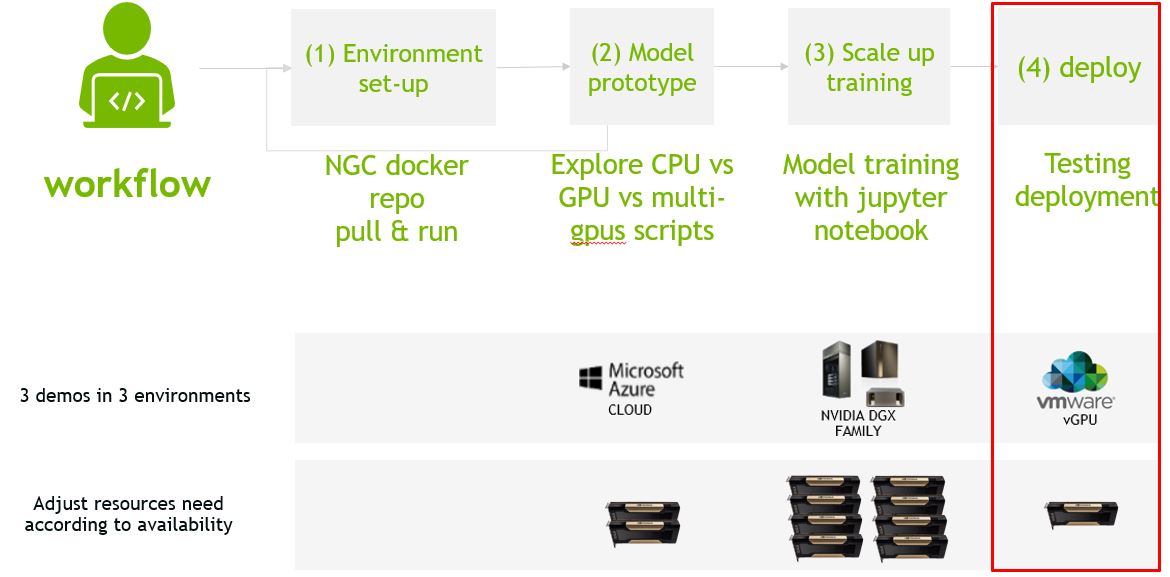 </>
workflow
(1) Environment
set-up
(2) Model
prototype
(3) Scale up
training
(4) deploy
NGC docker
repo
pull & run
Explore CPU vs
GPU vs multi-
gpus scripts
Model training
with jupyter
notebook
Testing
deployment
3 demos in 3 environments
Microsoft
Azure
CLOUD
NVIDIA DGX
FAMILY
vmware
vGPU
Adjust resources need
according to availability